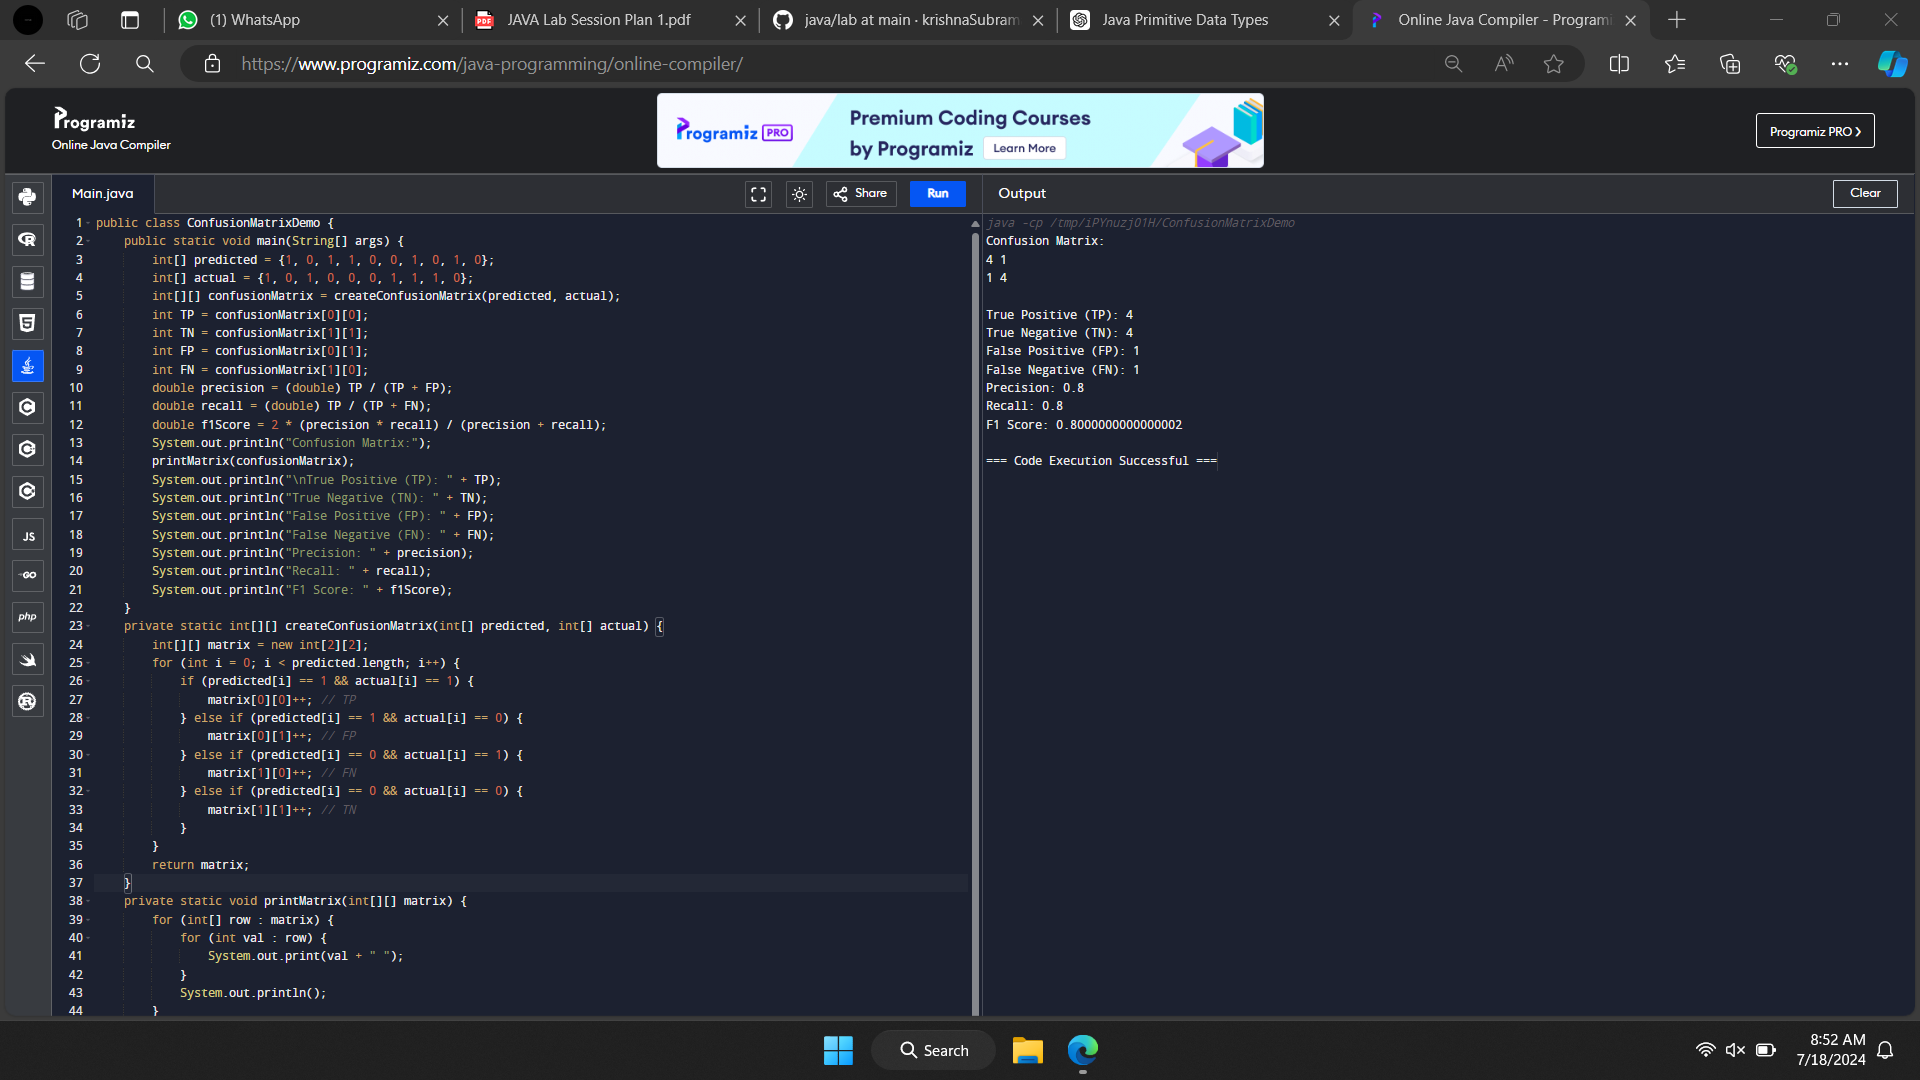 (1) WhatsApp
JAVA Lab Session Plan 1.pdf
java/lab at main · krishnaSubram
Java Primitive Data Types
Online Java Compiler - Programi
https://www.programiz.com/java-programming/online-compiler/
Programiz
Online Java Compiler
Programiz PRO
Premium Coding Courses
by Programiz
Learn More
Programiz PRO
Main.java
Share
Run
Output
Clear
1 public class ConfusionMatrixDemo {
2 public static void main(String[] args) {
3 int[] predicted = {1, 0, 1, 1, 0, 0, 1, 0, 1, 0};
4 int[] actual = {1, 0, 1, 0, 0, 0, 1, 1, 1, 0};
5 int[][] confusionMatrix = createConfusionMatrix(predicted, actual);
6 int TP = confusionMatrix[0][0];
7 int TN = confusionMatrix[1][1];
8 int FP = confusionMatrix[0][1];
9 int FN = confusionMatrix[1][0];
10 double precision = (double) TP / (TP + FP);
11 double recall = (double) TP / (TP + FN);
12 double f1Score = 2 * (precision * recall) / (precision + recall);
13 System.out.println("Confusion Matrix:");
14 printMatrix(confusionMatrix);
15 System.out.println("\nTrue Positive (TP): " + TP);
16 System.out.println("True Negative (TN): " + TN);
17 System.out.println("False Positive (FP): " + FP);
18 System.out.println("False Negative (FN): " + FN);
19 System.out.println("Precision: " + precision);
20 System.out.println("Recall: " + recall);
21 System.out.println("F1 Score: " + f1Score);
22 }
23 private static int[][] createConfusionMatrix(int[] predicted, int[] actual) {
24 int[][] matrix = new int[2][2];
25 for (int i = 0; i < predicted.length; i++) {
26 if (predicted[i] == 1 && actual[i] == 1) {
27 matrix[0][0]++; // TP
28 } else if (predicted[i] == 1 && actual[i] == 0) {
29 matrix[0][1]++; // FP
30 } else if (predicted[i] == 0 && actual[i] == 1) {
31 matrix[1][0]++; // FN
32 } else if (predicted[i] == 0 && actual[i] == 0) {
33 matrix[1][1]++; // TN
34 }
35 }
36 return matrix;
37 }
38 private static void printMatrix(int[][] matrix) {
39 for (int[] row : matrix) {
40 for (int val : row) {
41 System.out.print(val + " ");
42 }
43 System.out.println();
44 }
java -cp /tmp/iPYnuzj01H/ConfusionMatrixDemo
Confusion Matrix:
4 1
1 4
True Positive (TP): 4
True Negative (TN): 4
False Positive (FP): 1
False Negative (FN): 1
Precision: 0.8
Recall: 0.8
F1 Score: 0.8000000000000002
=== Code Execution Successful ===
JS
GO
php
Search
8:52 AM
7/18/2024